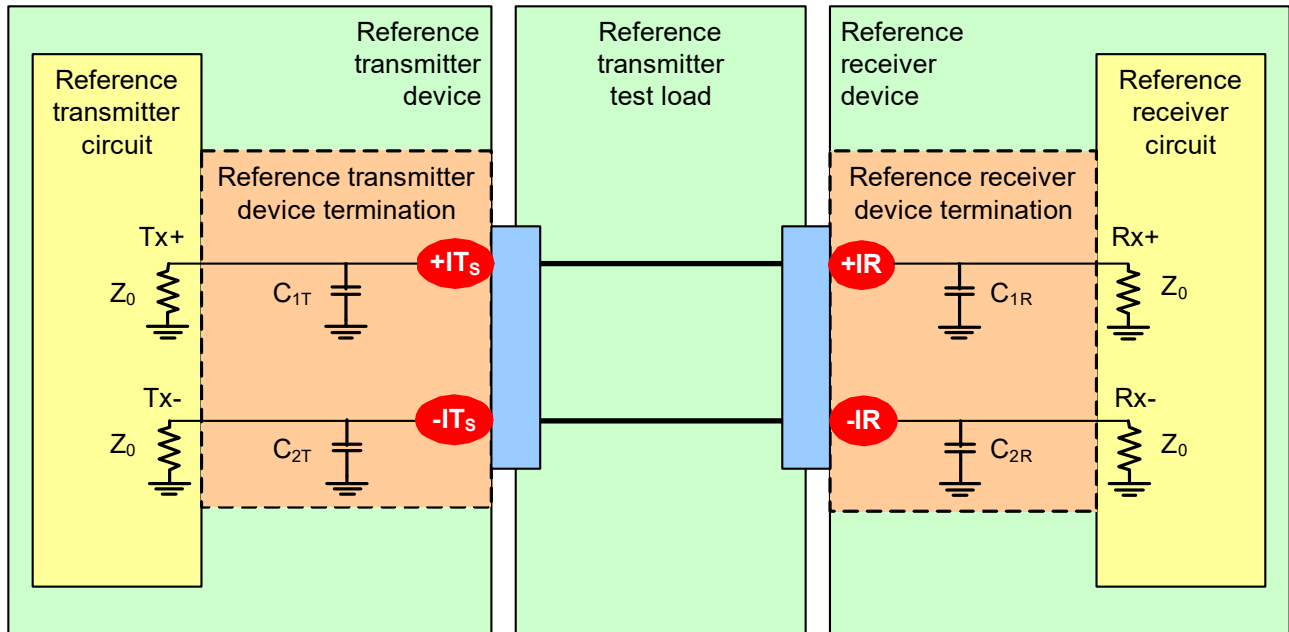 Reference
transmitter
device
Reference
transmitter
circuit
Reference transmitter
device termination
Tx+
Z0
C1T
+ITS
Tx-
Z0
C2T
-ITS
Reference
transmitter
test load
Reference
receiver
device
Reference
receiver
circuit
Reference receiver
device termination
+IR
C1R
Rx+
Z0
-IR
C2R
Rx-
Z0